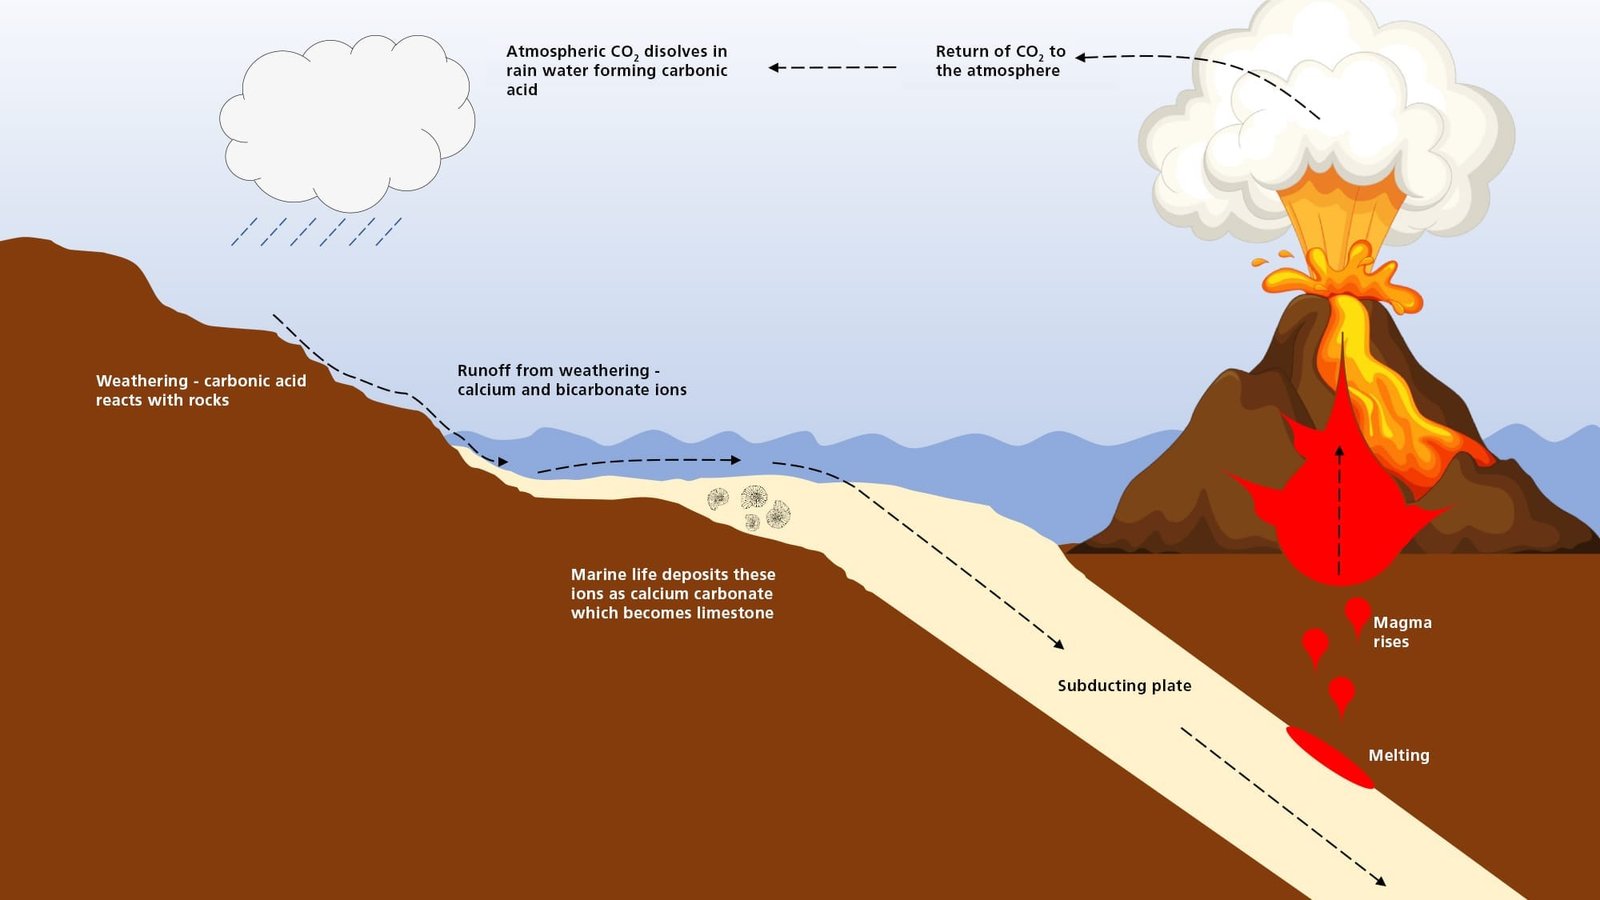 Atmospheric CO₂ disolves in
rain water forming carbonic
acid
Return of CO₂ to
the atmosphere
Weathering - carbonic acid
reacts with rocks
Runoff from weathering -
calcium and bicarbonate ions
Marine life deposits these
ions as calcium carbonate
which becomes limestone
Subducting plate
Magma
rises
Melting